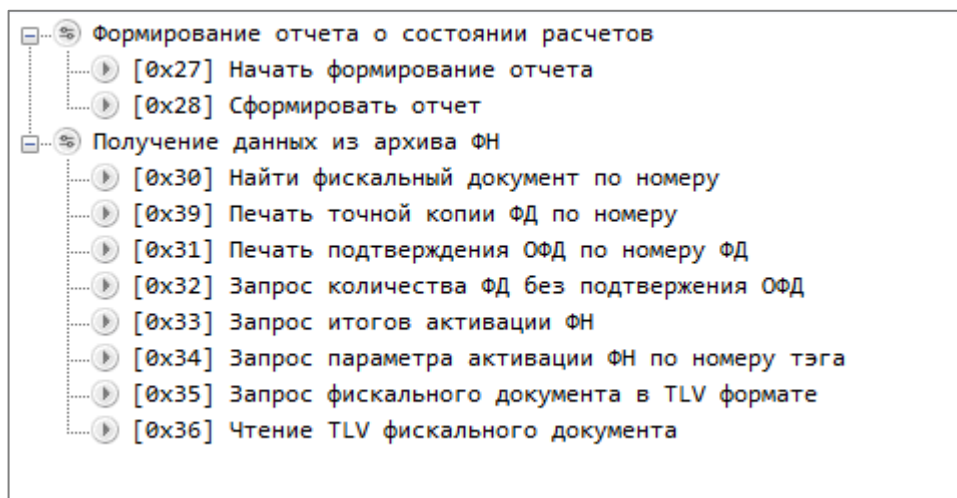 Формирование отчета о состоянии расчетов
[0x27] Начать формирование отчета
[0x28] Сформировать отчет
Получение данных из архива ФН
[0x30] Найти фискальный документ по номеру
[0x39] Печать точной копии ФД по номеру
[0x31] Печать подтверждения ОФД по номеру ФД
[0x32] Запрос количества ФД без подтвержения ОФД
[0x33] Запрос итогов активации ФН
[0x34] Запрос параметра активации ФН по номеру тэга
[0x35] Запрос фискального документа в TLV формате
[0x36] Чтение TLV фискального документа